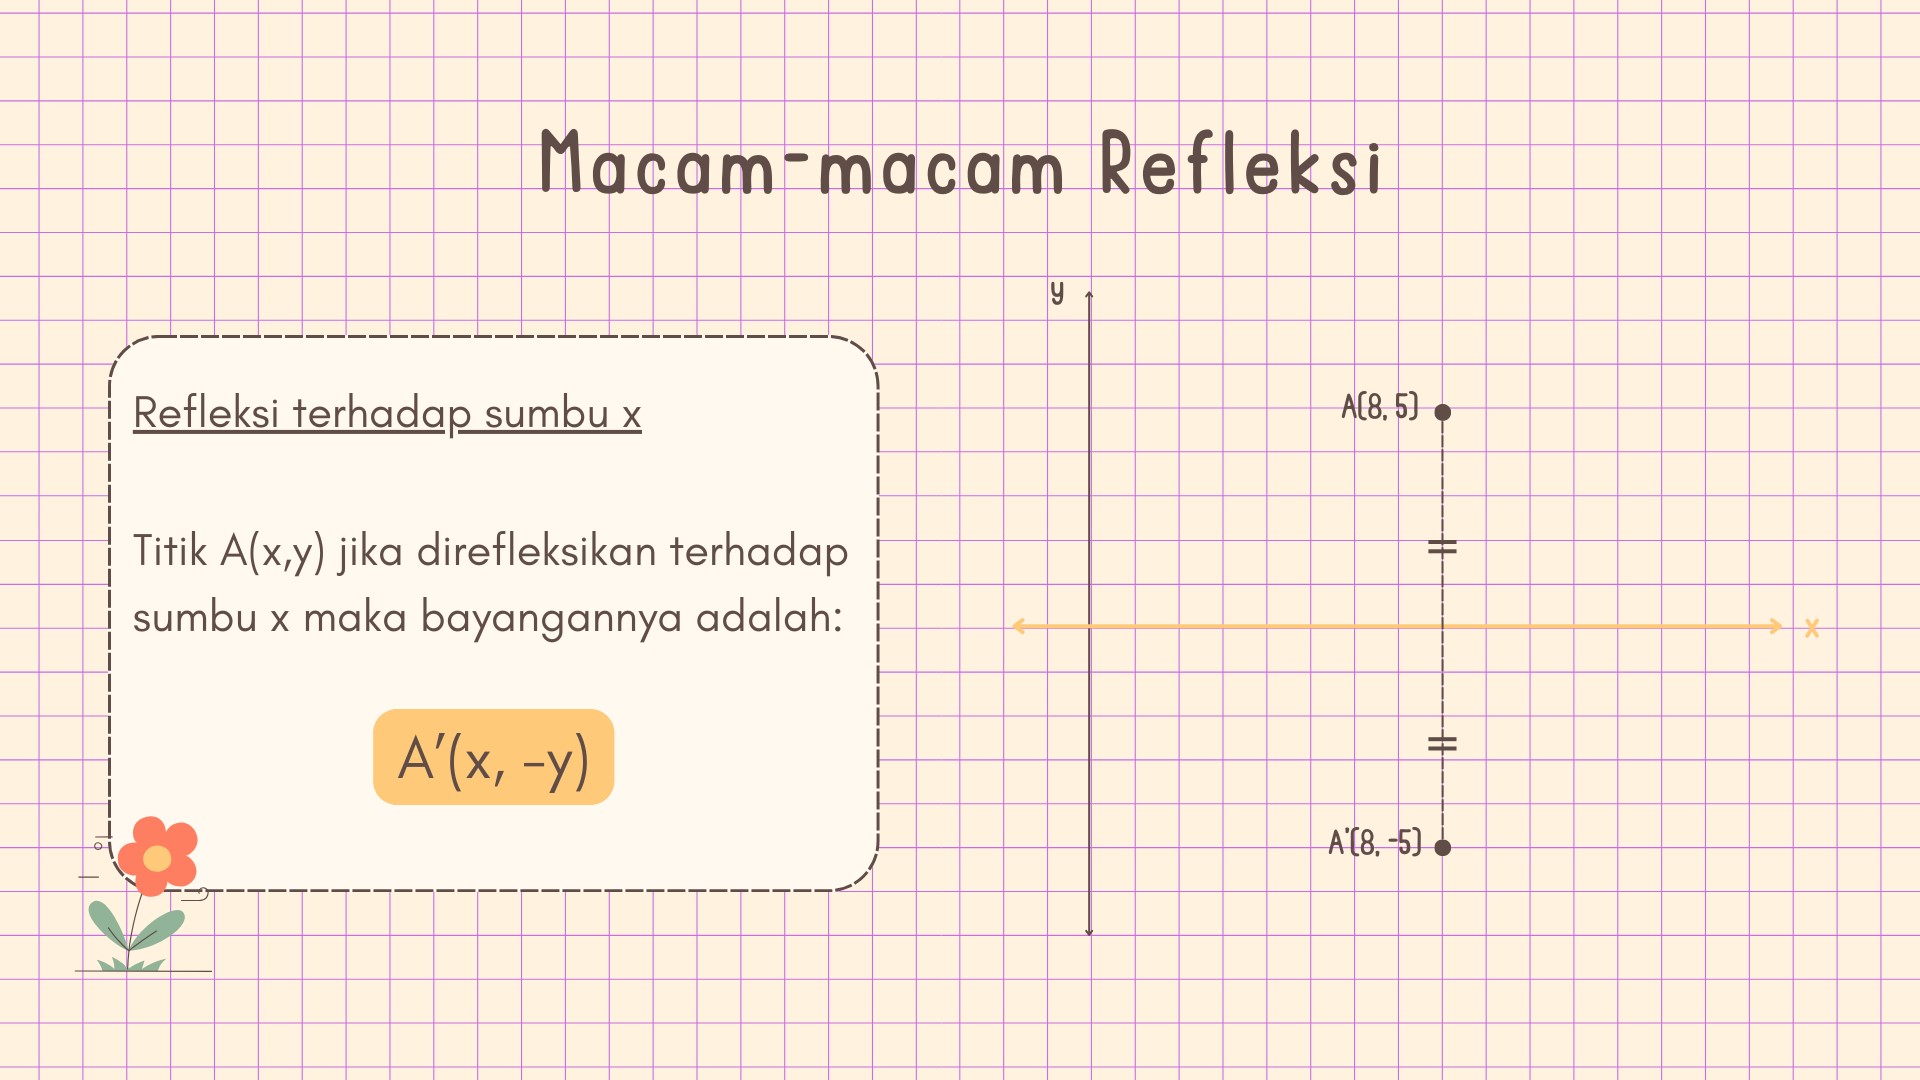 Macam-macam Refleksi
Refleksi terhadap sumbu x
Titik A(x,y) jika direfleksikan terhadap
sumbu x maka bayangannya adalah:
A'(x, -y)
y
A(8, 5)
x
A'(8, -5)